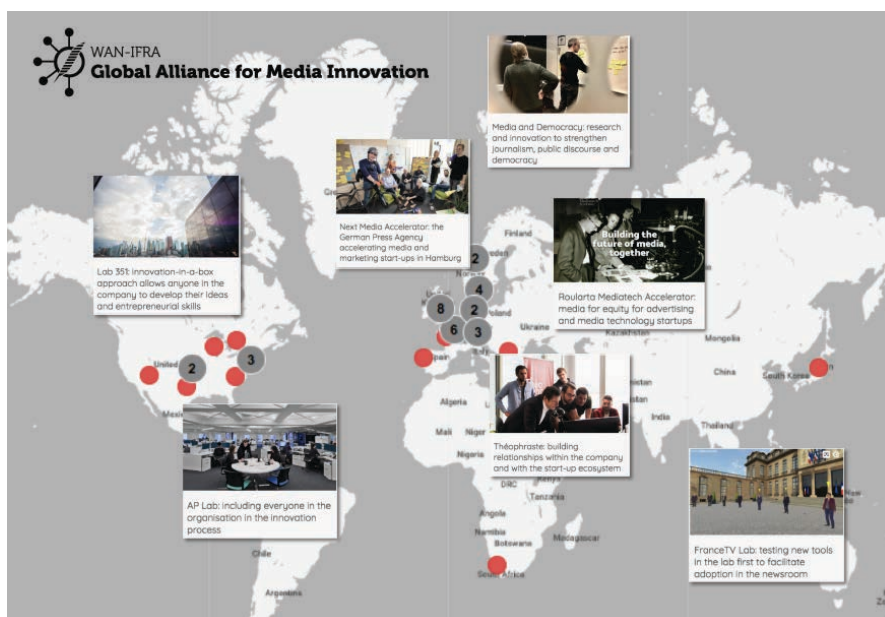 WAN-IFRA
Global Alliance for Media Innovation
Media and Democracy: research
and innovation to strengthen
journalism, public discourse and
democracy
Next Media Accelerator: the
German Press Agency
accelerating media and
marketing start-ups in Hamburg
Lab 351: innovation-in-a-box
approach allows anyone in the
company to develop their ideas
and entrepreneurial skills
Building the
future of media,
together
Roularta Mediatech Accelerator:
media for equity for advertising
and media technology startups
Gre
Finland
eden
Norway
2
4
8
2
Poland
6
3
Ukraine
Kazakhstan
Spain
Italy
Mongolia
China
South Korea
United
2
3
Mexic
Algeria
Mali
Niger
Nigeria
India
Thailand
Théophraste: building
relationships within the company
and with the start-up ecosystem
DRC
Tanzania
Angola
Namibia
Botswana
Madagascar
South Africa
AP Lab: including everyone in the
organisation in the innovation
process
Chile
Argentina
FranceTV Lab: testing new tools
in the lab first to facilitate
adoption in the newsroom